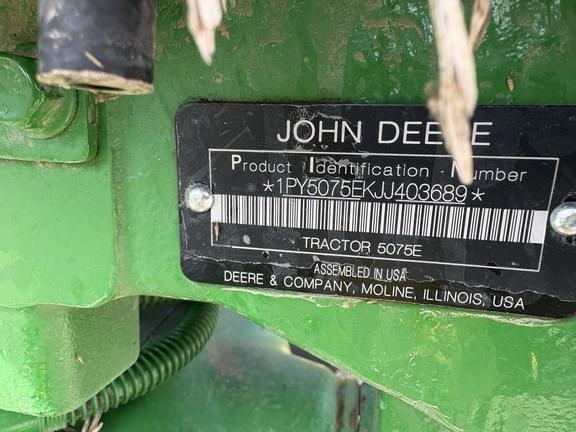 JOHN DEERE
Product Identification Number
*1PY5075EKJJ403689*
TRACTOR 5075E
ASSEMBLED IN USA
DEERE & COMPANY, MOLINE, ILLINOIS, USA